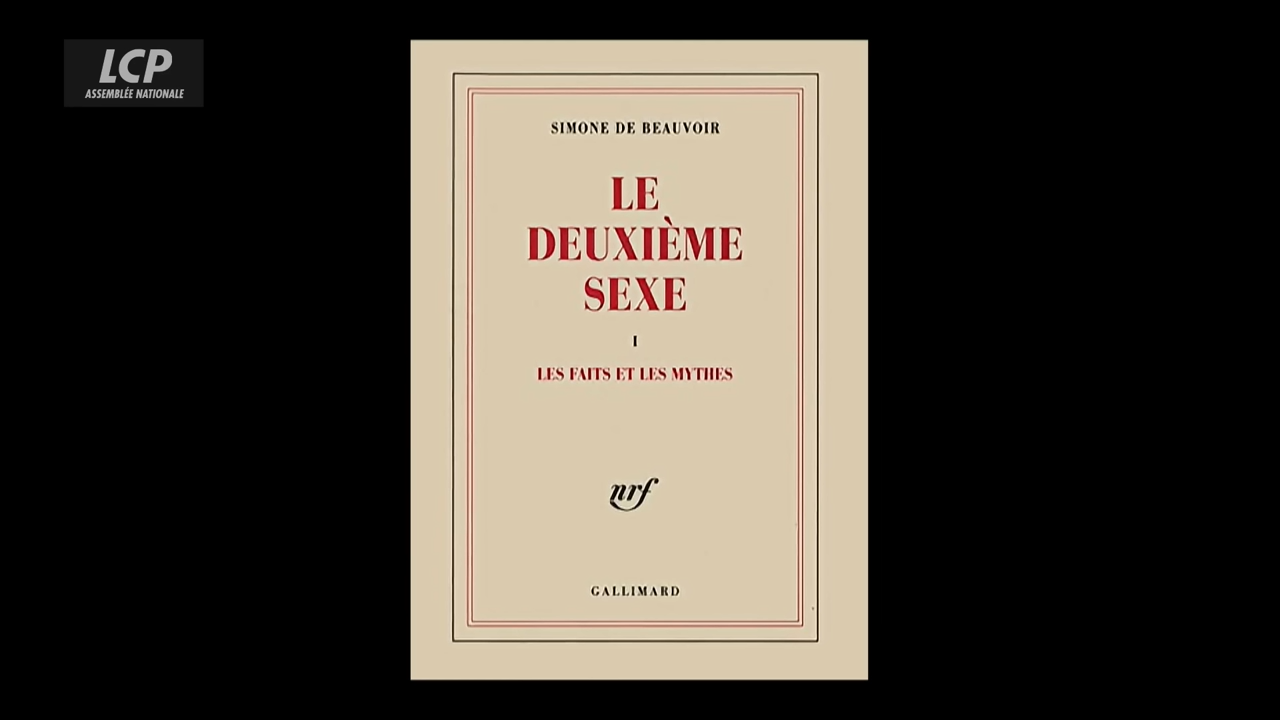 LCP
ASSEMBLÉE NATIONALE
SIMONE DE BEAUVOIR
LE
DEUXIÈME
SEXE
I
LES FAITS ET LES MYTHES
nrf
GALLIMARD